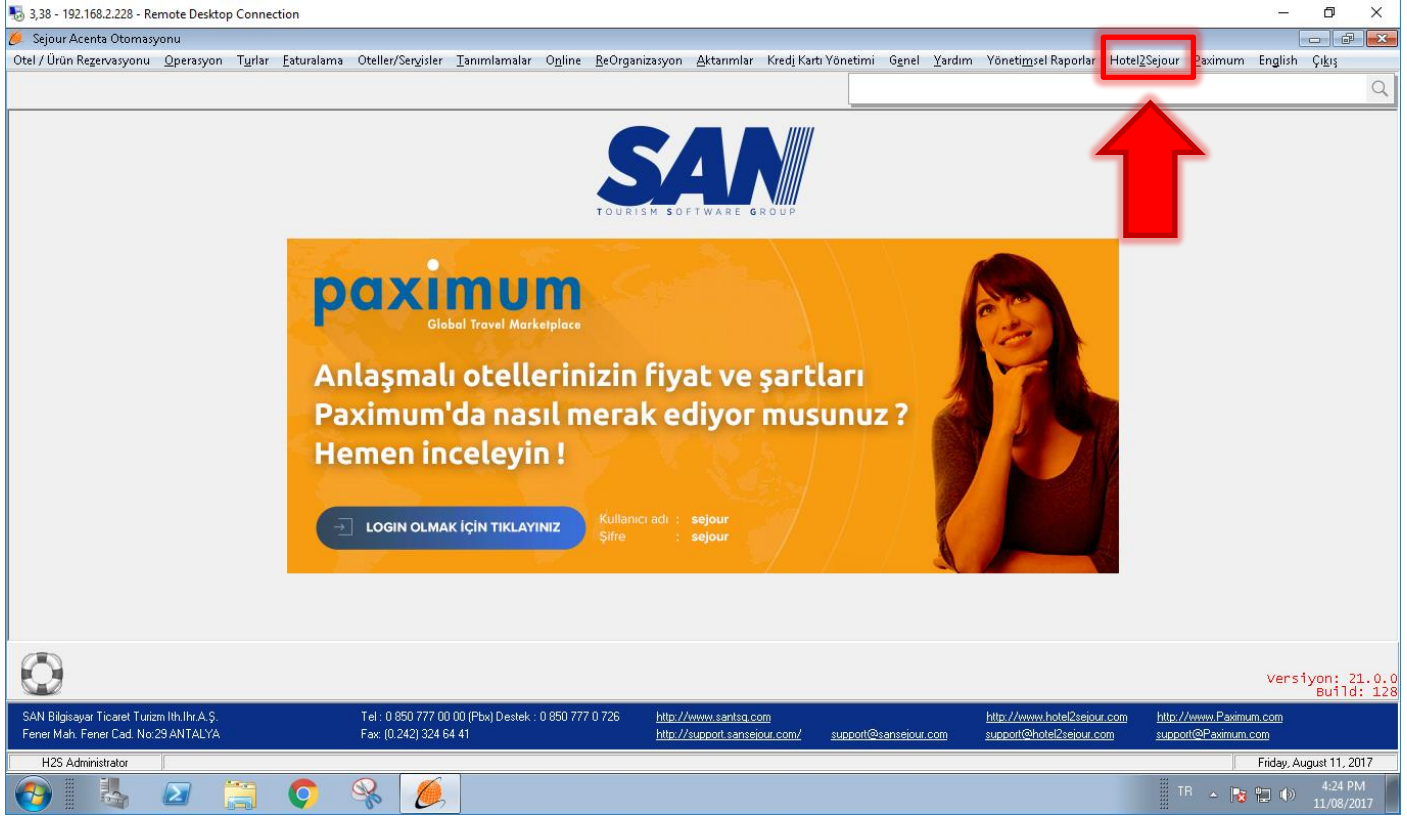 3,38 - 192.168.2.228 - Remote Desktop Connection
Sejour Acenta Otomasyonu
Otel / Ürün Rezervasyonu Operasyon Turlar Faturalama Oteller/Servisler Tanımlamalar Online BeOrganizasyon Aktarımlar Kredi Kartı Yönetimi Genel Yardım Yönetimsel Raporlar Hotel2Sejour Paximum English Çıkış
SAN
TOURISM SOFTWARE GROUP
paximum
Global Travel Marketplace
Anlaşmalı otellerinizin fiyat ve şartları
Paximum'da nasıl merak ediyor musunuz ?
Hemen inceleyin !
LOGIN OLMAK İÇİN TIKLAYINIZ
Kullanıcı adı : sejour
Şifre : sejour
Versiyon: 21.0.0
Build: 128
SAN Bilgisayar Ticaret Turizm Ith.Ihr.A.Ş. Tel : 0 850 777 00 00 (Pbx) Destek : 0 850 777 0 726 http://www.santsg.com http://www.hotel2sejour.com http://www.Paximum.com
Fener Mah. Fener Cad. No:29 ANTALYA Fax: (0.242) 324 64 41 http://support.sansejour.com/ support@sansejour.com support@hotel2sejour.com support@Paximum.com
H2S Administrator Friday, August 11, 2017
TR 4:24 PM
11/08/2017